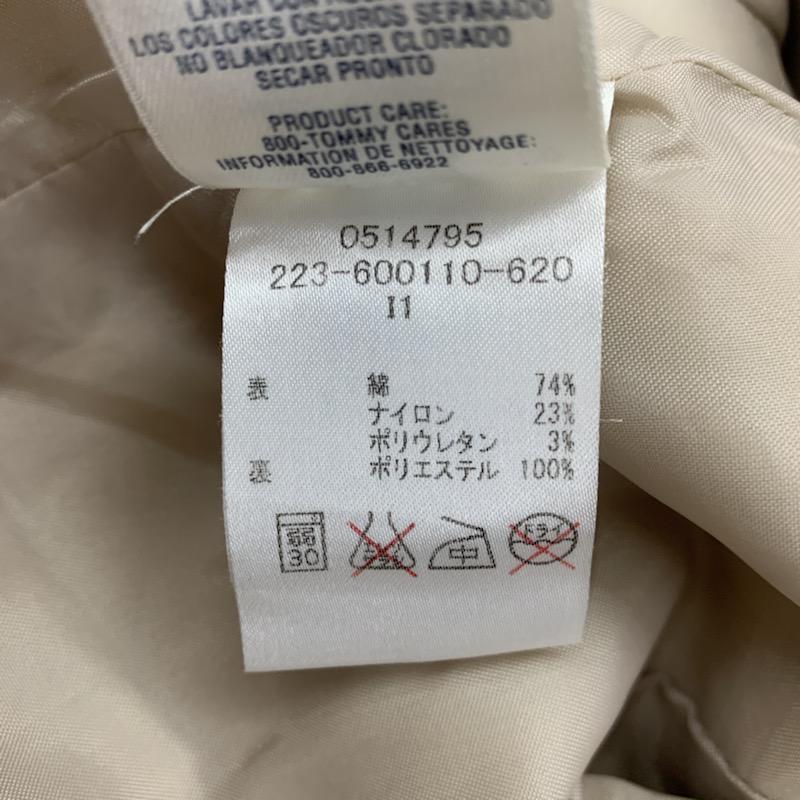 LAVAR CON
LOS COLORES OSCUROS SEPARADO
NO BLANQUEADOR CLORADO
SECAR PRONTO
PRODUCT CARE:
800-TOMMY CARES
INFORMATION DE NETTOYAGE:
800-866-6922
0514795
223-600110-620
I1
表 綿 74%
ナイロン 23%
ポリウレタン 3%
裏 ポリエステル 100%
30 中 ドライ